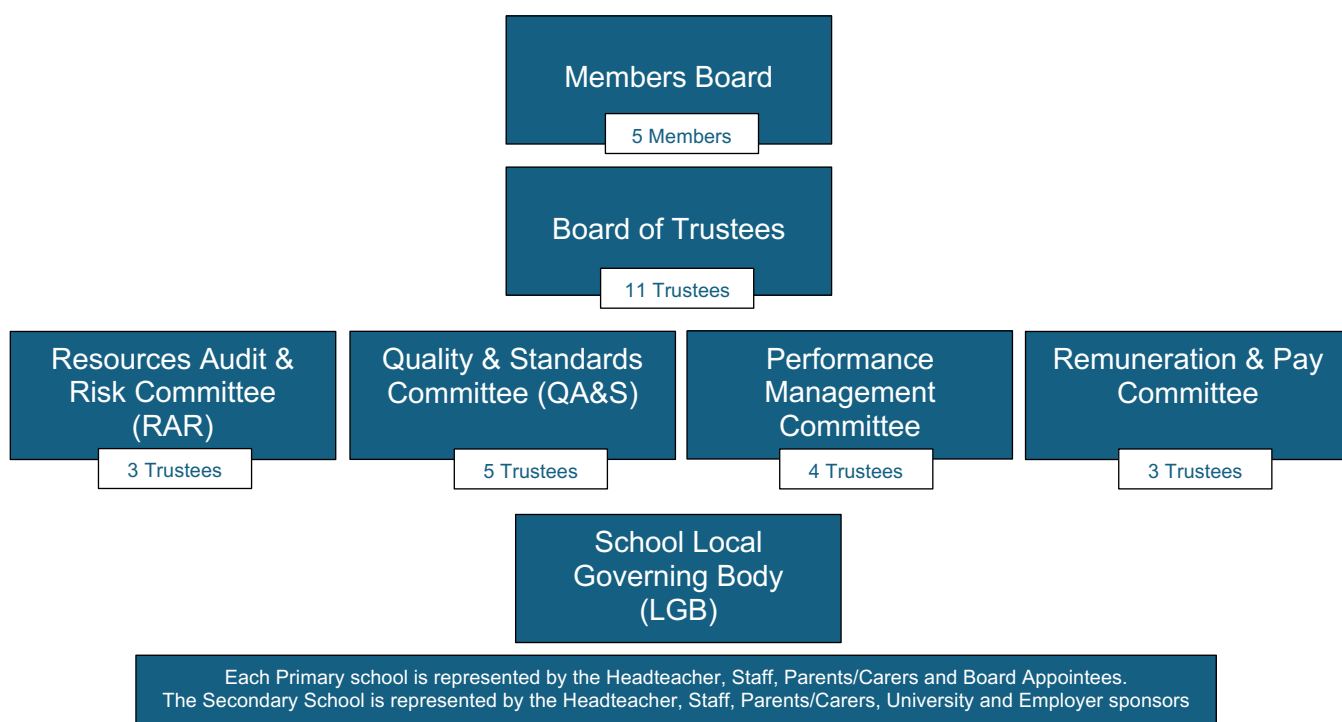 Members Board
5 Members
Board of Trustees
11 Trustees
Resources Audit &
Risk Committee
(RAR)
3 Trustees
Quality & Standards
Committee (QA&S)
5 Trustees
Performance
Management
Committee
4 Trustees
Remuneration & Pay
Committee
3 Trustees
School Local
Governing Body
(LGB)
Each Primary school is represented by the Headteacher, Staff, Parents/Carers and Board Appointees.
The Secondary School is represented by the Headteacher, Staff, Parents/Carers, University and Employer sponsors